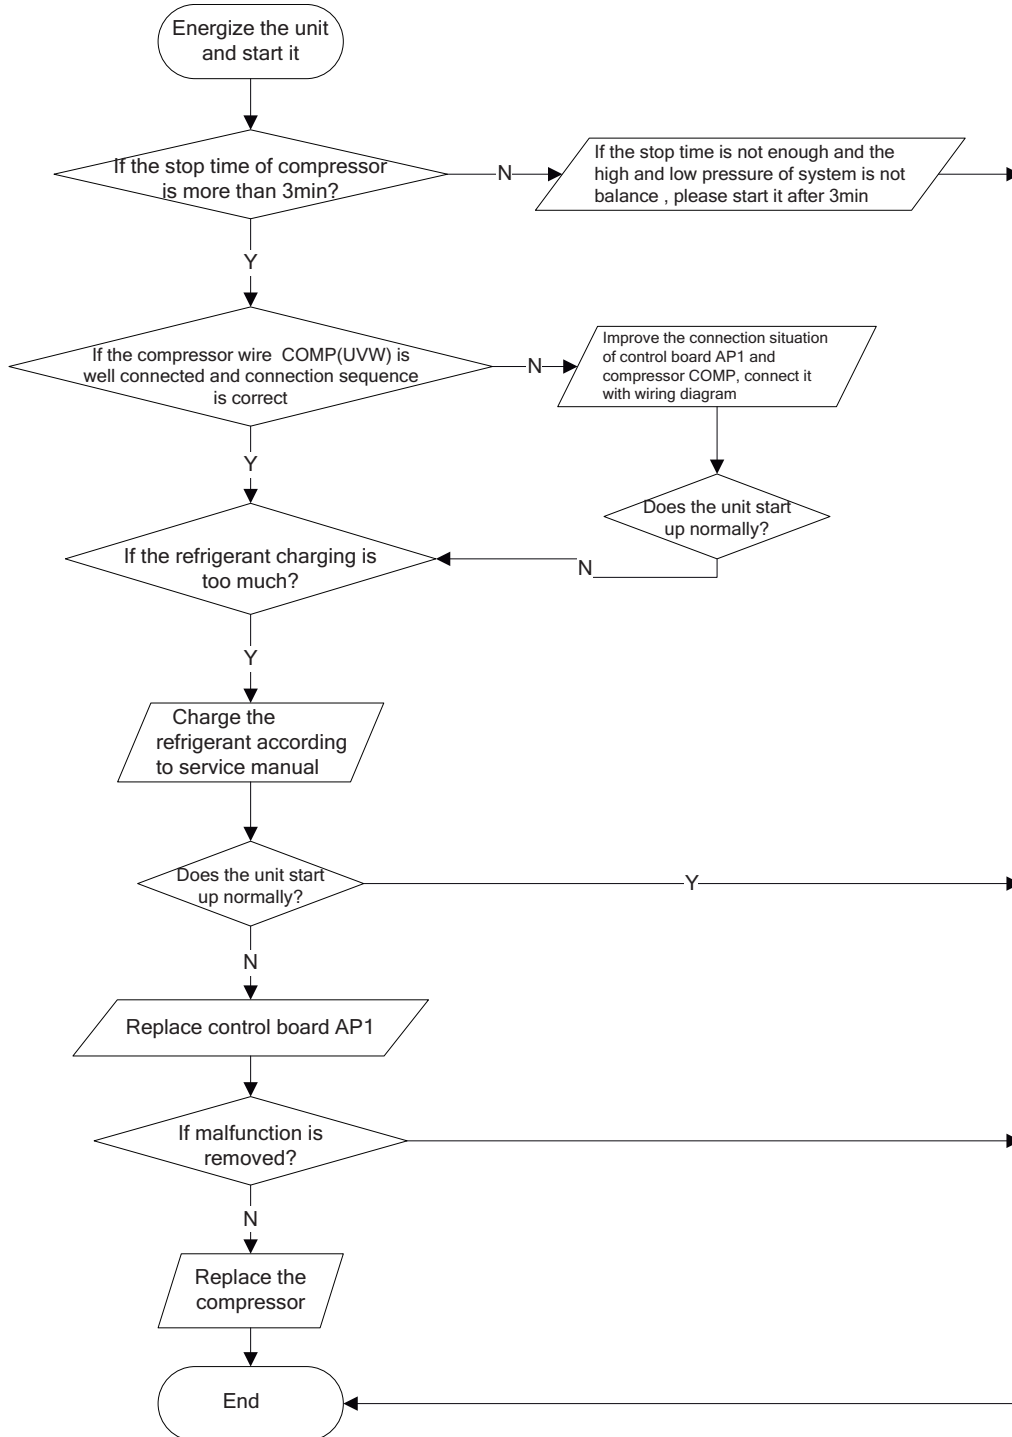 Energize the unit
and start it
If the stop time of compressor
is more than 3min?
N
If the stop time is not enough and the
high and low pressure of system is not
balance , please start it after 3min
Y
If the compressor wire COMP(UVW) is
well connected and connection sequence
is correct
N
Improve the connection situation
of control board AP1 and
compressor COMP, connect it
with wiring diagram
Y
Does the unit start
up normally?
If the refrigerant charging is
too much?
N
Y
Charge the
refrigerant according
to service manual
Does the unit start
up normally?
Y
N
Replace control board AP1
If malfunction is
removed?
N
Replace the
compressor
End